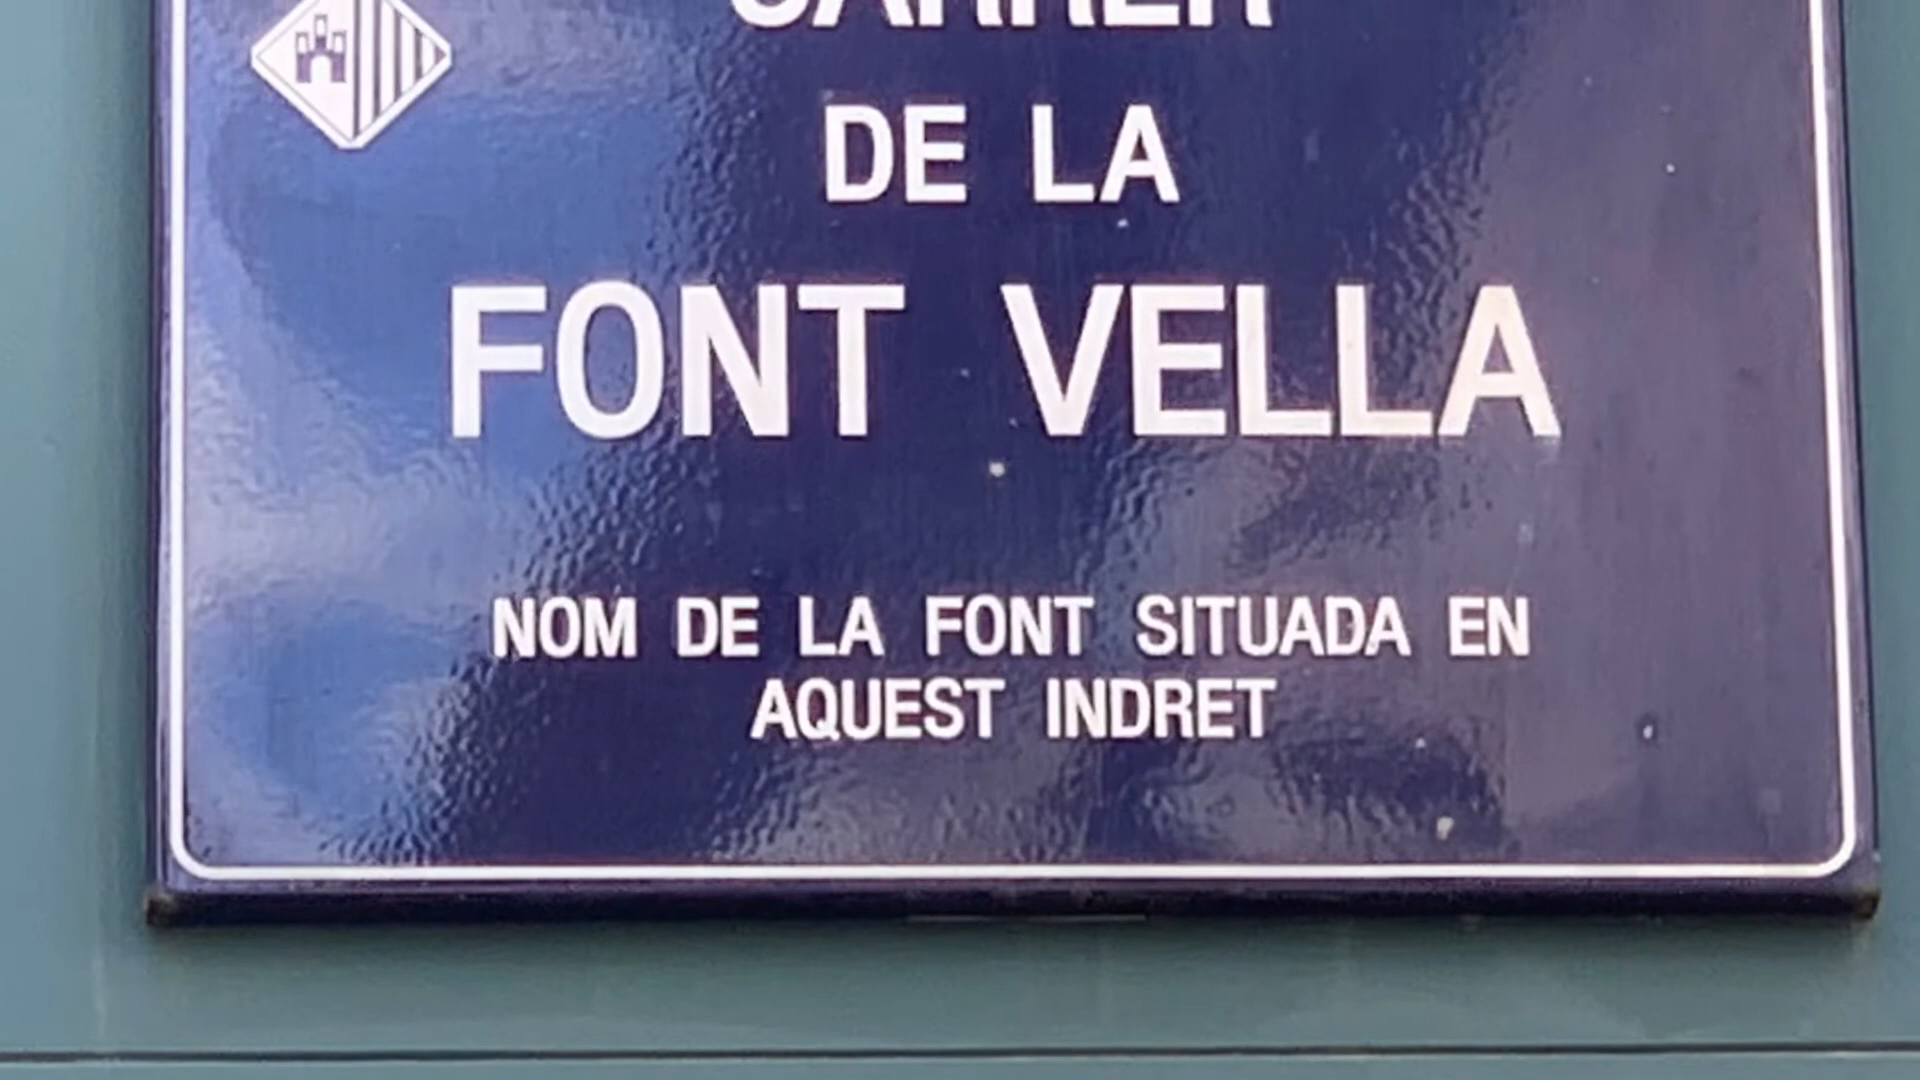 CARRER
DE LA
FONT VELLA
NOM DE LA FONT SITUADA EN
AQUEST INDRET